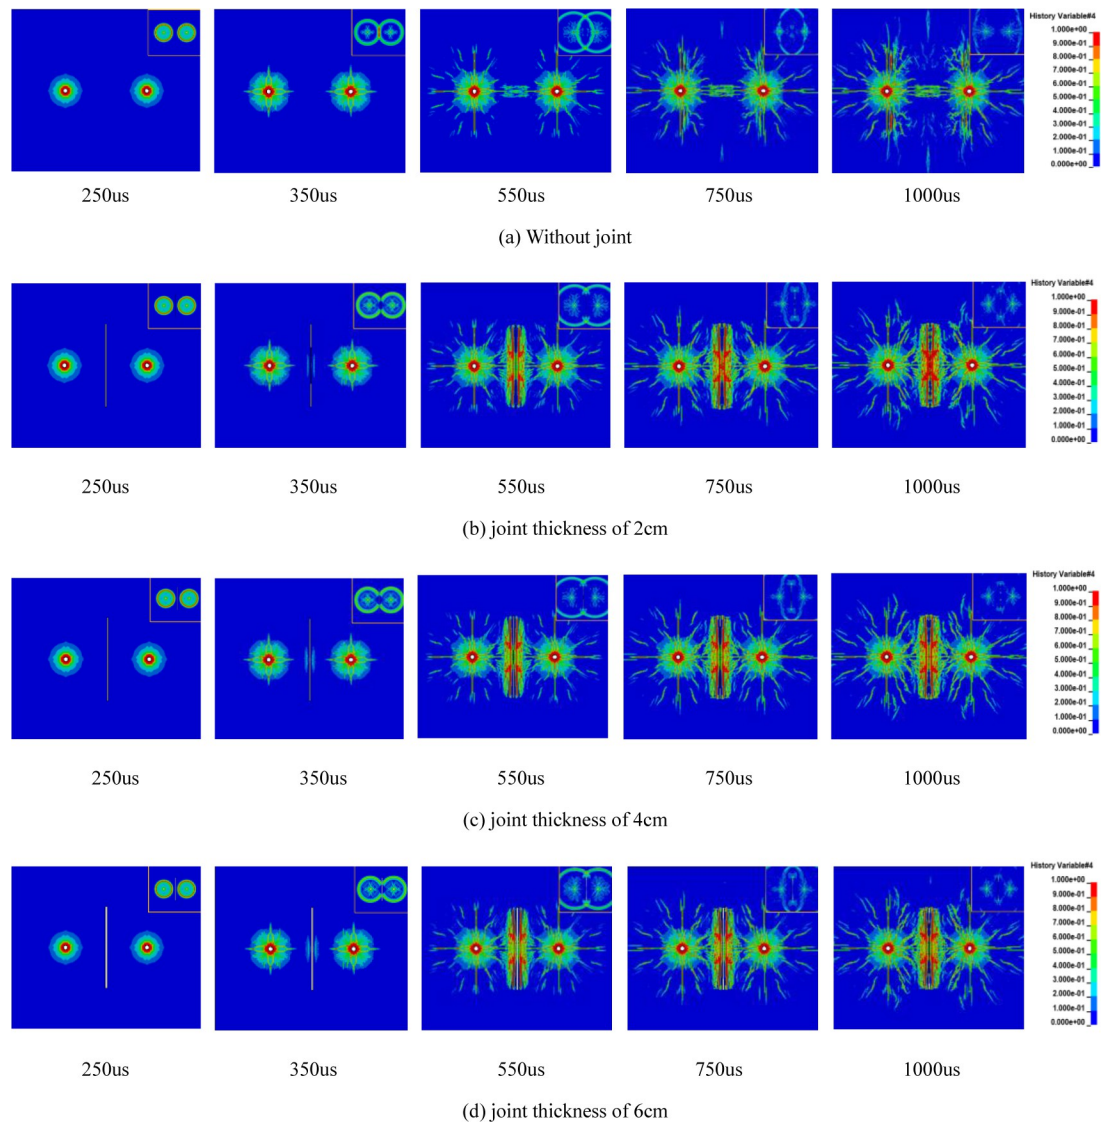 History Variable#4
1.000e+00
9.000e-01
8.000e-01
7.000e-01
6.000e-01
5.000e-01
4.000e-01
3.000e-01
2.000e-01
1.000e-01
0.000e+00
250us 350us 550us 750us 1000us
(a) Without joint
History Variable#4
1.000e+00
9.000e-01
8.000e-01
7.000e-01
6.000e-01
5.000e-01
4.000e-01
3.000e-01
2.000e-01
1.000e-01
0.000e+00
250us 350us 550us 750us 1000us
(b) joint thickness of 2cm
History Variable#4
1.000e+00
9.000e-01
8.000e-01
7.000e-01
6.000e-01
5.000e-01
4.000e-01
3.000e-01
2.000e-01
1.000e-01
0.000e+00
250us 350us 550us 750us 1000us
(c) joint thickness of 4cm
History Variable#4
1.000e+00
9.000e-01
8.000e-01
7.000e-01
6.000e-01
5.000e-01
4.000e-01
3.000e-01
2.000e-01
1.000e-01
0.000e+00
250us 350us 550us 750us 1000us
(d) joint thickness of 6cm